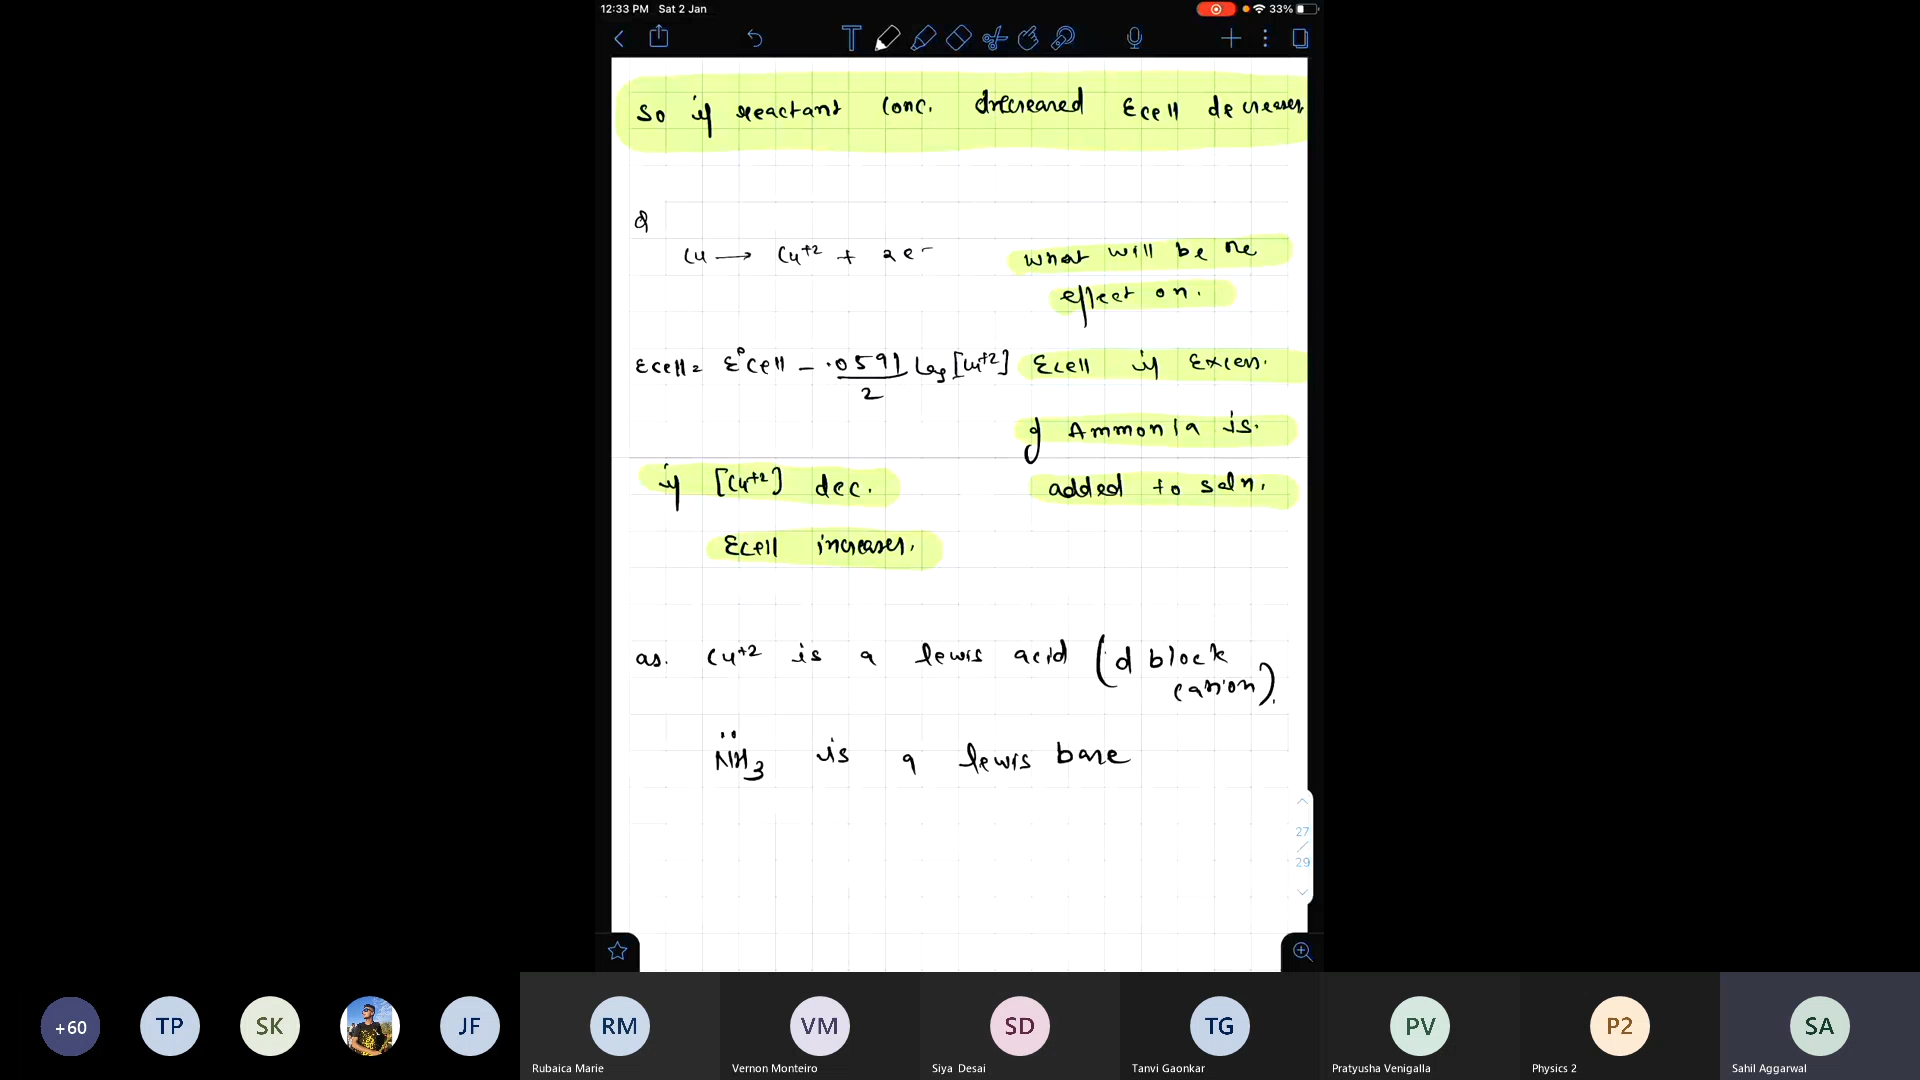 12:33 PM Sat 2 Jan
33%
So if reactant conc. decreased Ecell decreases
Q
Cu ⟶ Cu+2 + 2e-
what will be the
effect on.
Ecell = E°cell - .0591/2 log [Cu+2]
Ecell if Excess.
of Ammonia is.
added to soln.
if [Cu+2] dec.
Ecell increases.
as. Cu+2 is a lewis acid (d block
cation).
N̈H3 is a lewis base
27
/
29
+60
TP
SK
JF
RM
VM
SD
TG
PV
P2
SA
Rubaica Marie
Vernon Monteiro
Siya Desai
Tanvi Gaonkar
Pratyusha Venigalla
Physics 2
Sahil Aggarwal